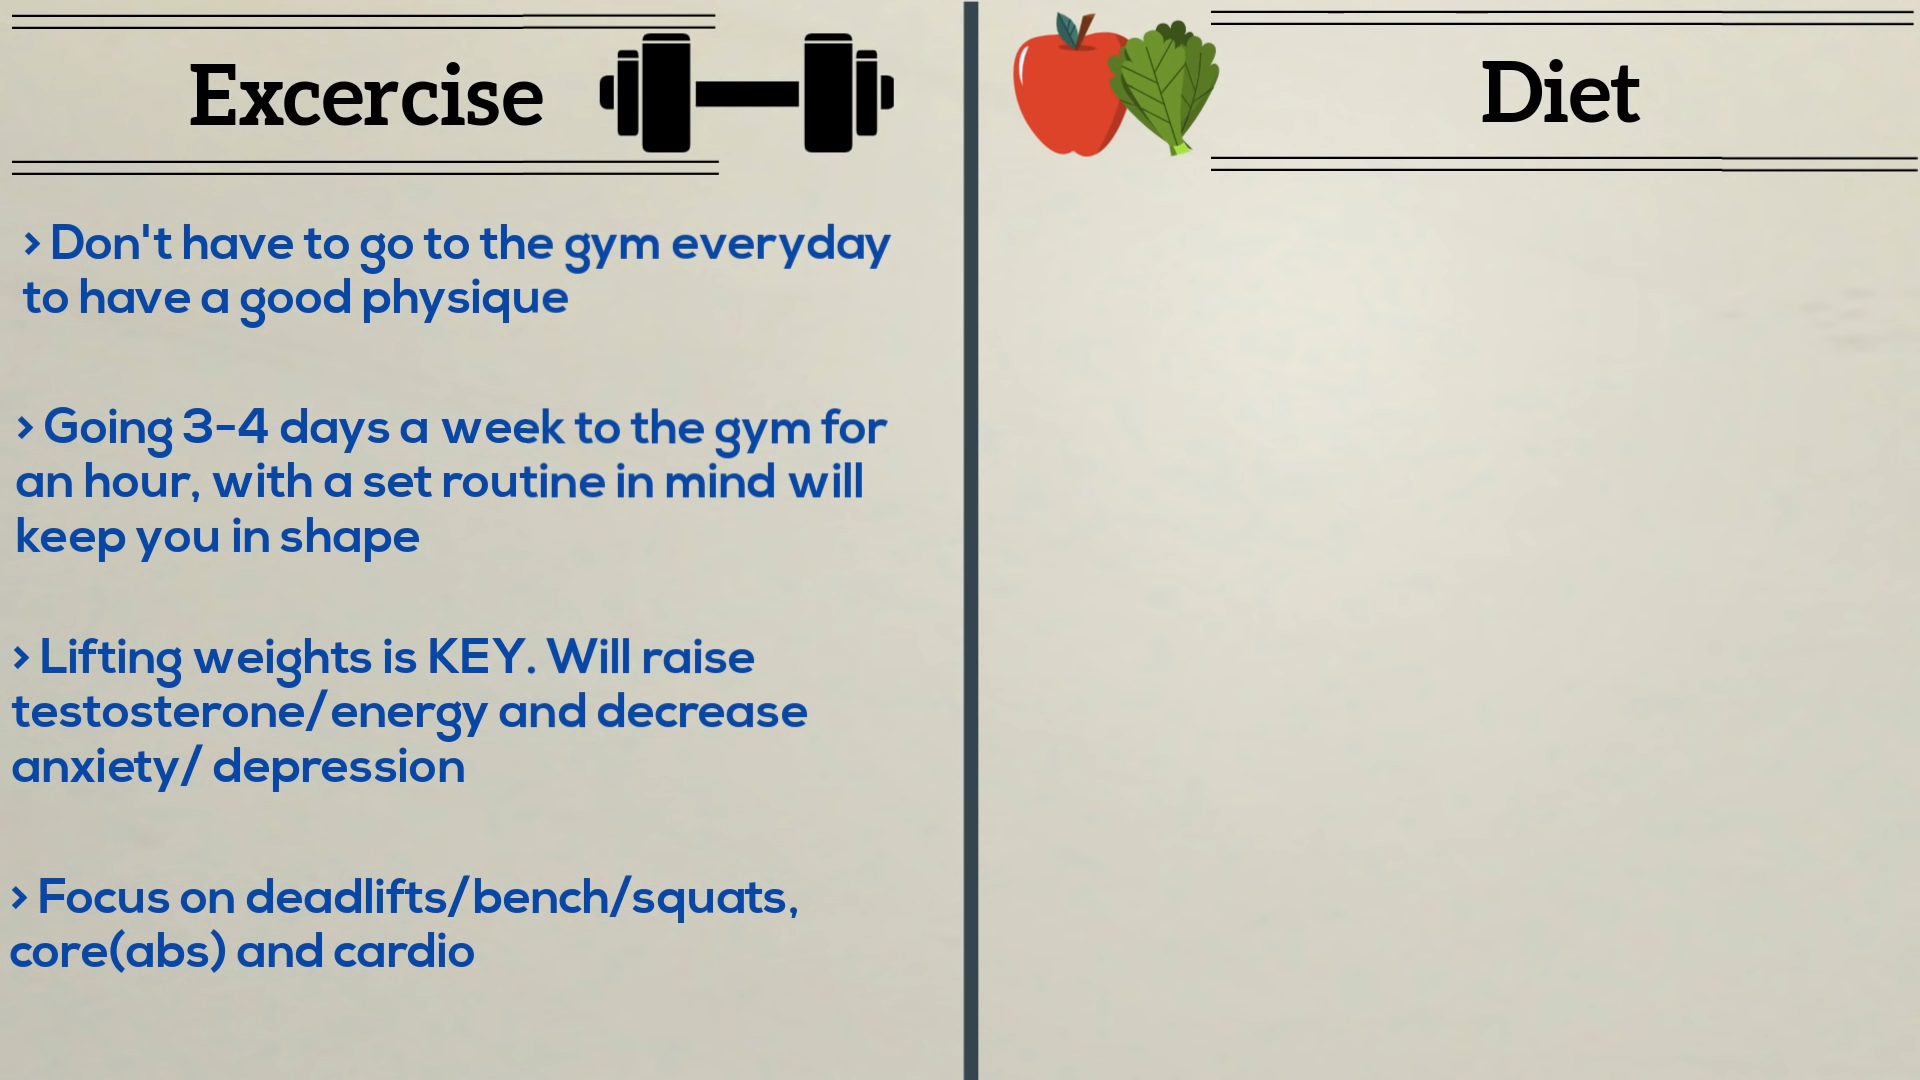 Excercise
> Don't have to go to the gym everyday
to have a good physique
> Going 3-4 days a week to the gym for
an hour, with a set routine in mind will
keep you in shape
> Lifting weights is KEY. Will raise
testosterone/energy and decrease
anxiety/ depression
> Focus on deadlifts/bench/squats,
core(abs) and cardio
Diet